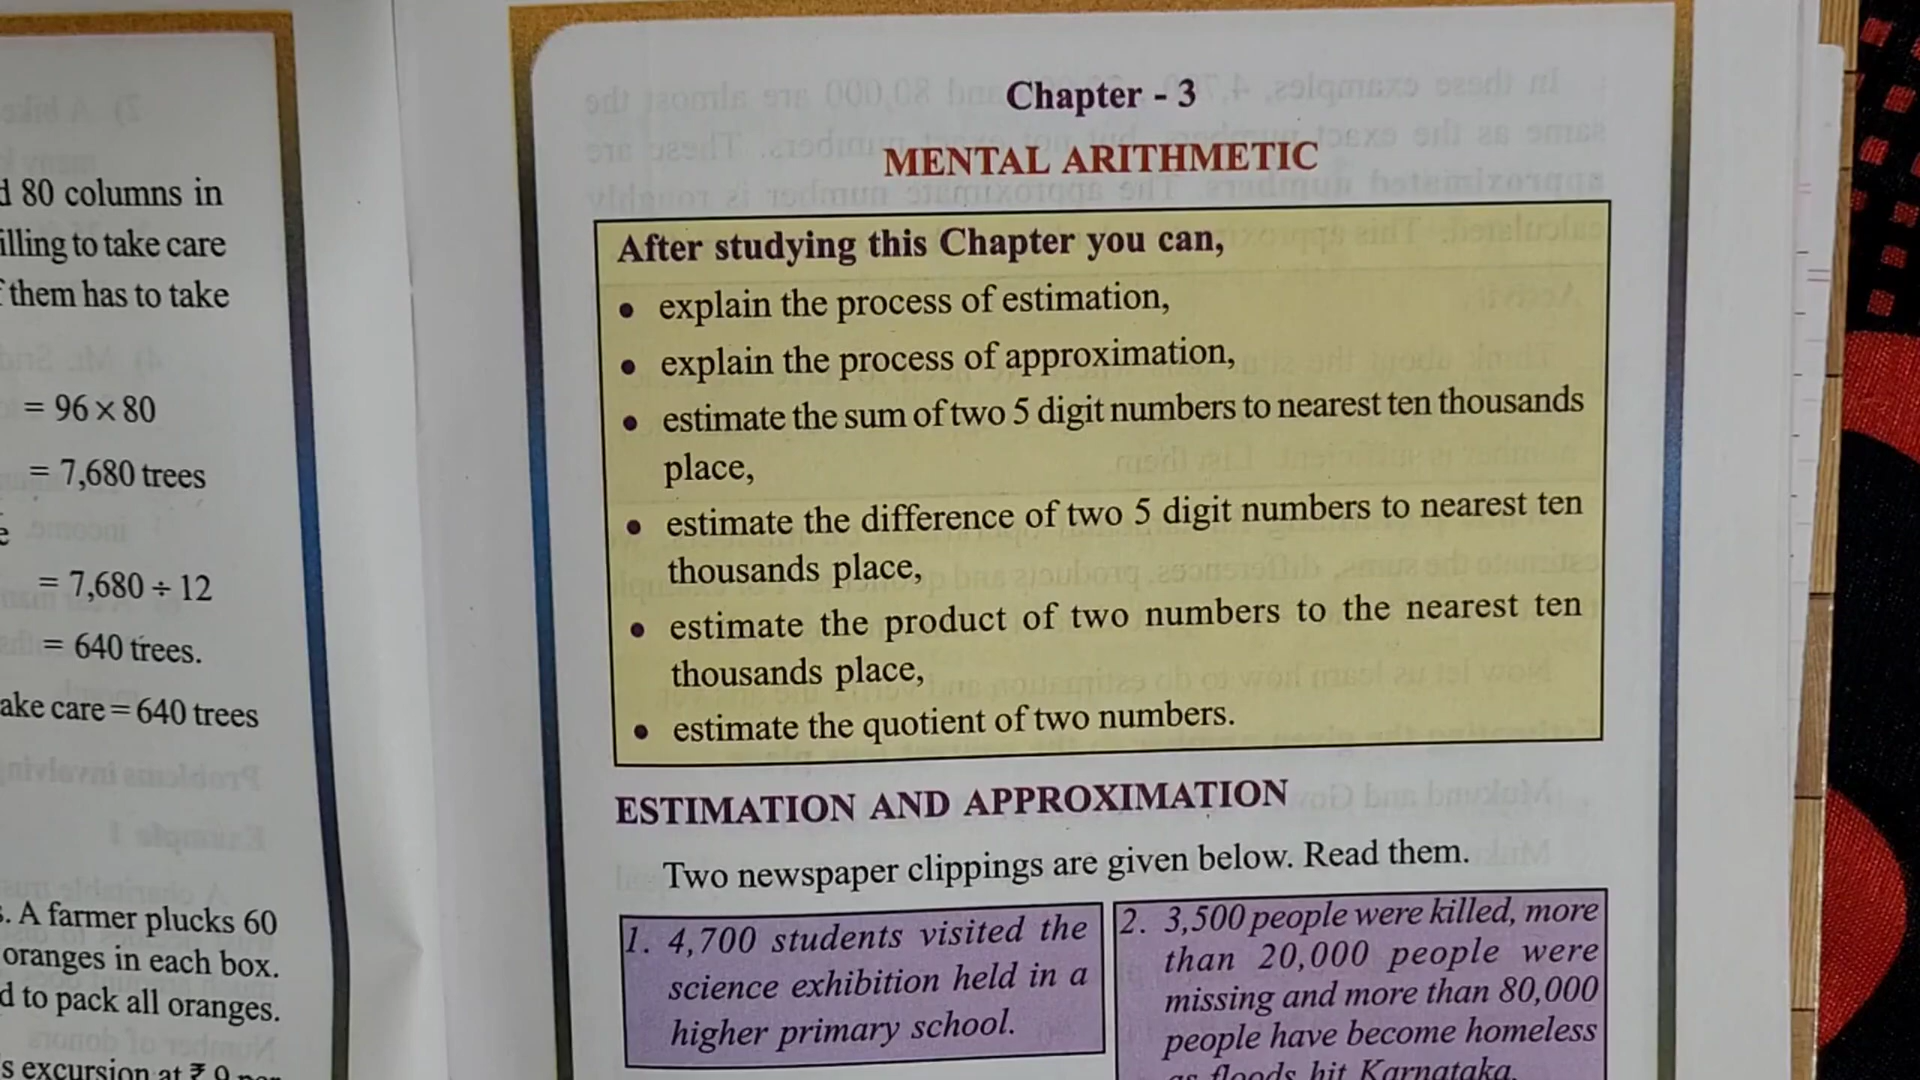 80 columns in
illing to take care
them has to take
= 96 × 80
= 7,680 trees
= 7,680 ÷ 12
= 640 trees.
ake care = 640 trees
. A farmer plucks 60
oranges in each box.
d to pack all oranges.
s excursion at ₹ 9 per
Chapter - 3
MENTAL ARITHMETIC
After studying this Chapter you can,
• explain the process of estimation,
• explain the process of approximation,
• estimate the sum of two 5 digit numbers to nearest ten thousands
place,
• estimate the difference of two 5 digit numbers to nearest ten
thousands place,
• estimate the product of two numbers to the nearest ten
thousands place,
• estimate the quotient of two numbers.
ESTIMATION AND APPROXIMATION
Two newspaper clippings are given below. Read them.
1. 4,700 students visited the
science exhibition held in a
higher primary school.
2. 3,500 people were killed, more
than 20,000 people were
missing and more than 80,000
people have become homeless
as floods hit Karnataka.